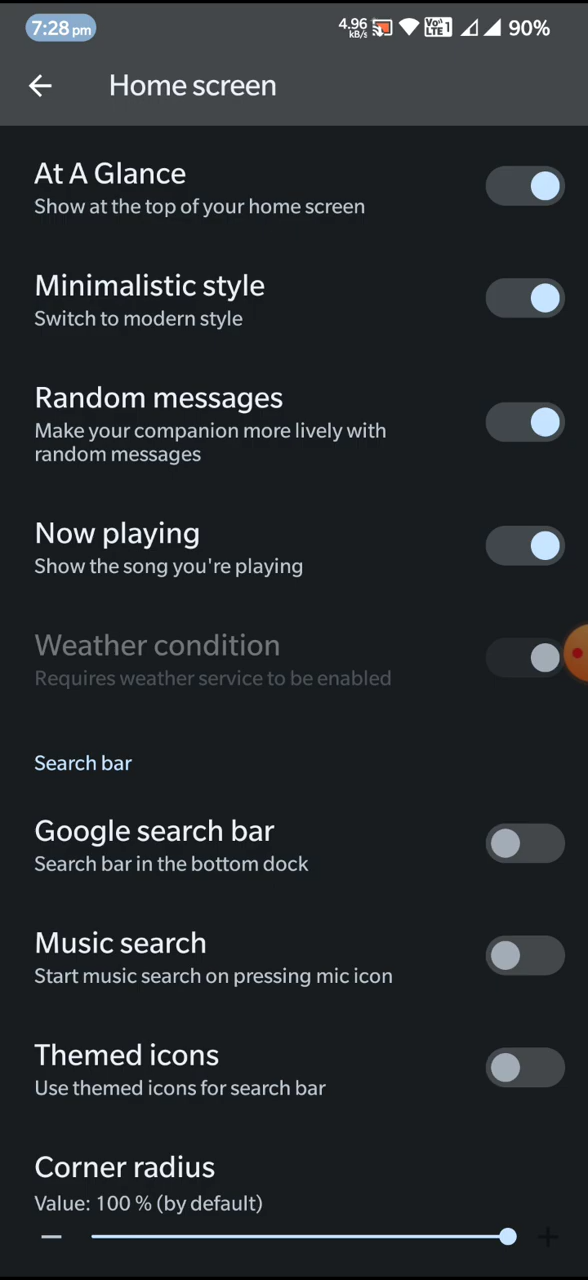 7:28 pm 4.96 kB/s Vo LTE 1 90%
Home screen
At A Glance
Show at the top of your home screen
Minimalistic style
Switch to modern style
Random messages
Make your companion more lively with
random messages
Now playing
Show the song you're playing
Weather condition
Requires weather service to be enabled
Search bar
Google search bar
Search bar in the bottom dock
Music search
Start music search on pressing mic icon
Themed icons
Use themed icons for search bar
Corner radius
Value: 100 % (by default)